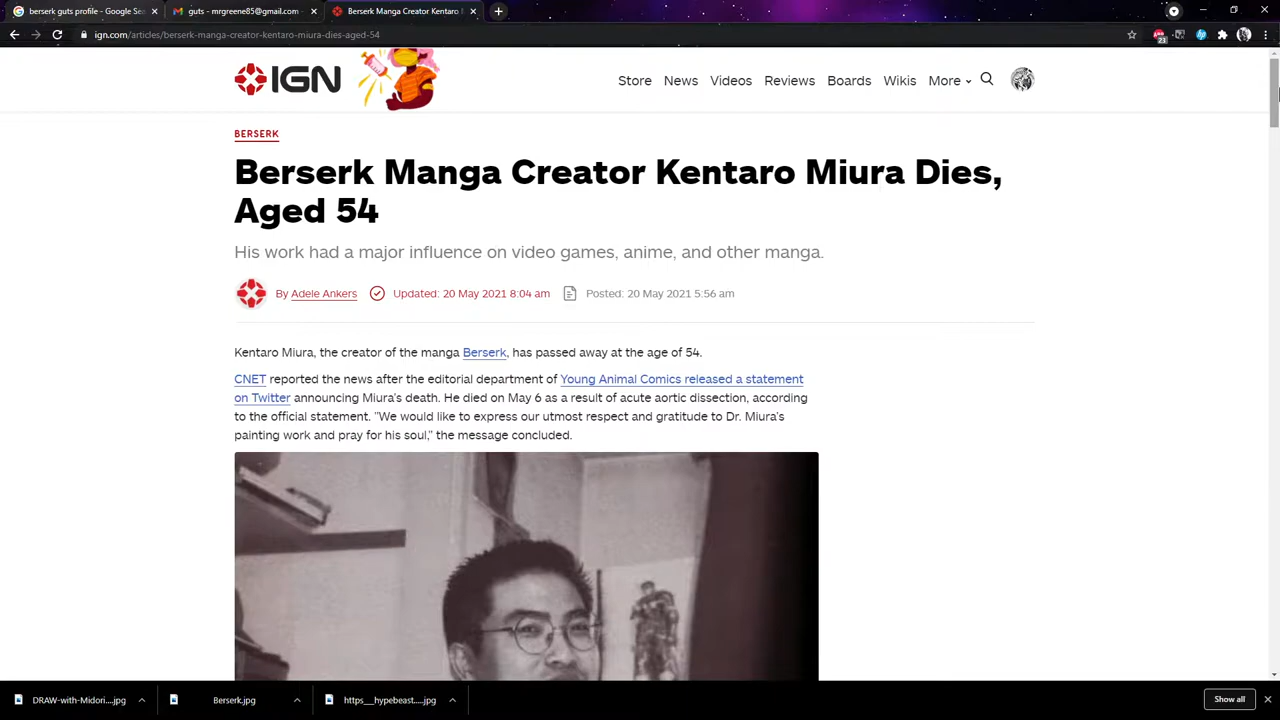 berserk guts profile - Google Sea
guts - mrgreene85@gmail.com
Berserk Manga Creator Kentaro M
ign.com/articles/berserk-manga-creator-kentaro-miura-dies-aged-54
23
IGN
Store News Videos Reviews Boards Wikis More
BERSERK
Berserk Manga Creator Kentaro Miura Dies,
Aged 54
His work had a major influence on video games, anime, and other manga.
By Adele Ankers Updated: 20 May 2021 8:04 am Posted: 20 May 2021 5:56 am
Kentaro Miura, the creator of the manga Berserk, has passed away at the age of 54.
CNET reported the news after the editorial department of Young Animal Comics released a statement
on Twitter announcing Miura's death. He died on May 6 as a result of acute aortic dissection, according
to the official statement. "We would like to express our utmost respect and gratitude to Dr. Miura's
painting work and pray for his soul," the message concluded.
DRAW-with-Midori....jpg
Berserk.jpg
https___hypebeast.....jpg
Show all